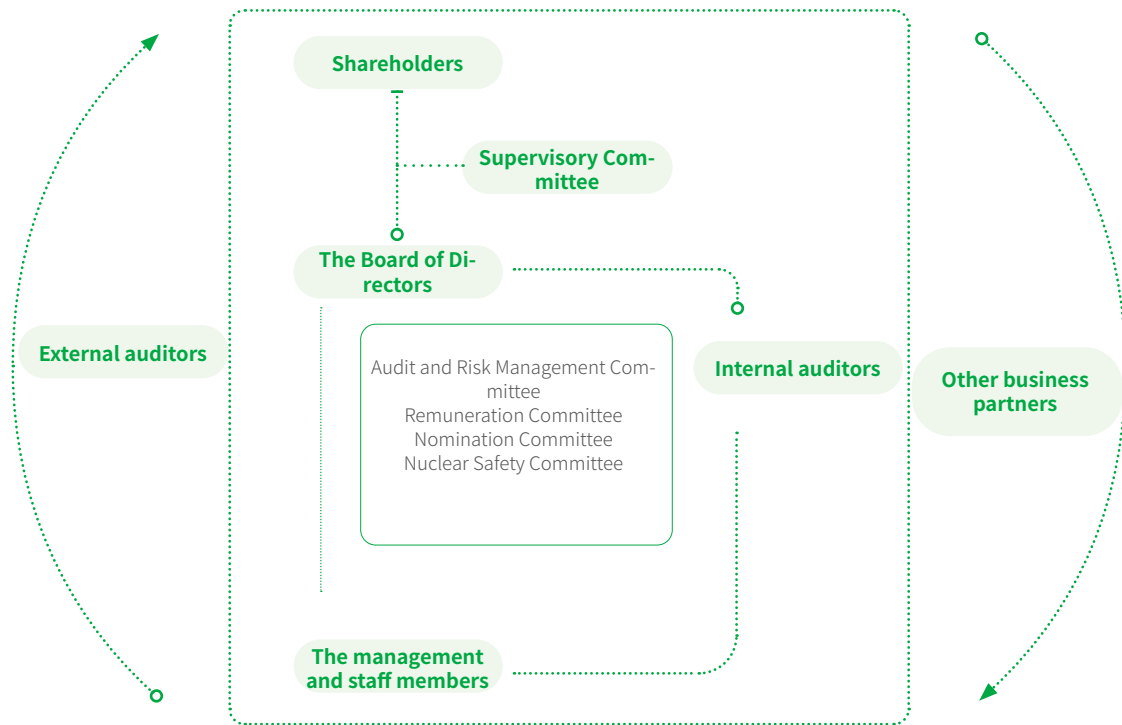 Shareholders
Supervisory Com-
mittee
The Board of Di-
rectors
External auditors
Audit and Risk Management Com-
mittee
Remuneration Committee
Nomination Committee
Nuclear Safety Committee
Internal auditors
Other business
partners
The management
and staff members